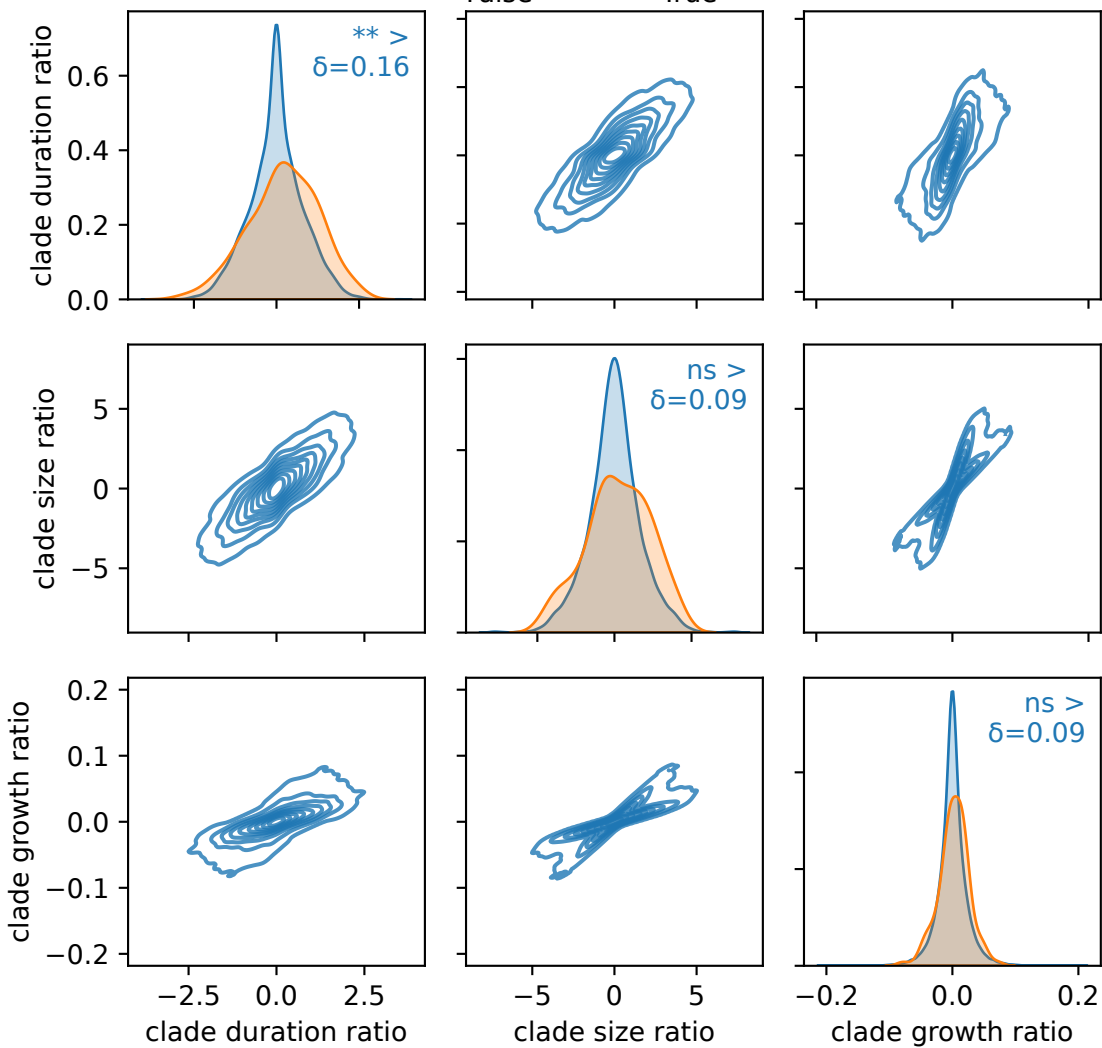 clade duration ratio
0.6
0.4
0.2
0.0
** >
δ=0.16
clade size ratio
5
0
−5
ns >
δ=0.09
clade growth ratio
0.2
0.1
0.0
−0.1
−0.2
ns >
δ=0.09
−2.5 0.0 2.5
−5 0 5
−0.2 0.0 0.2
clade duration ratio
clade size ratio
clade growth ratio